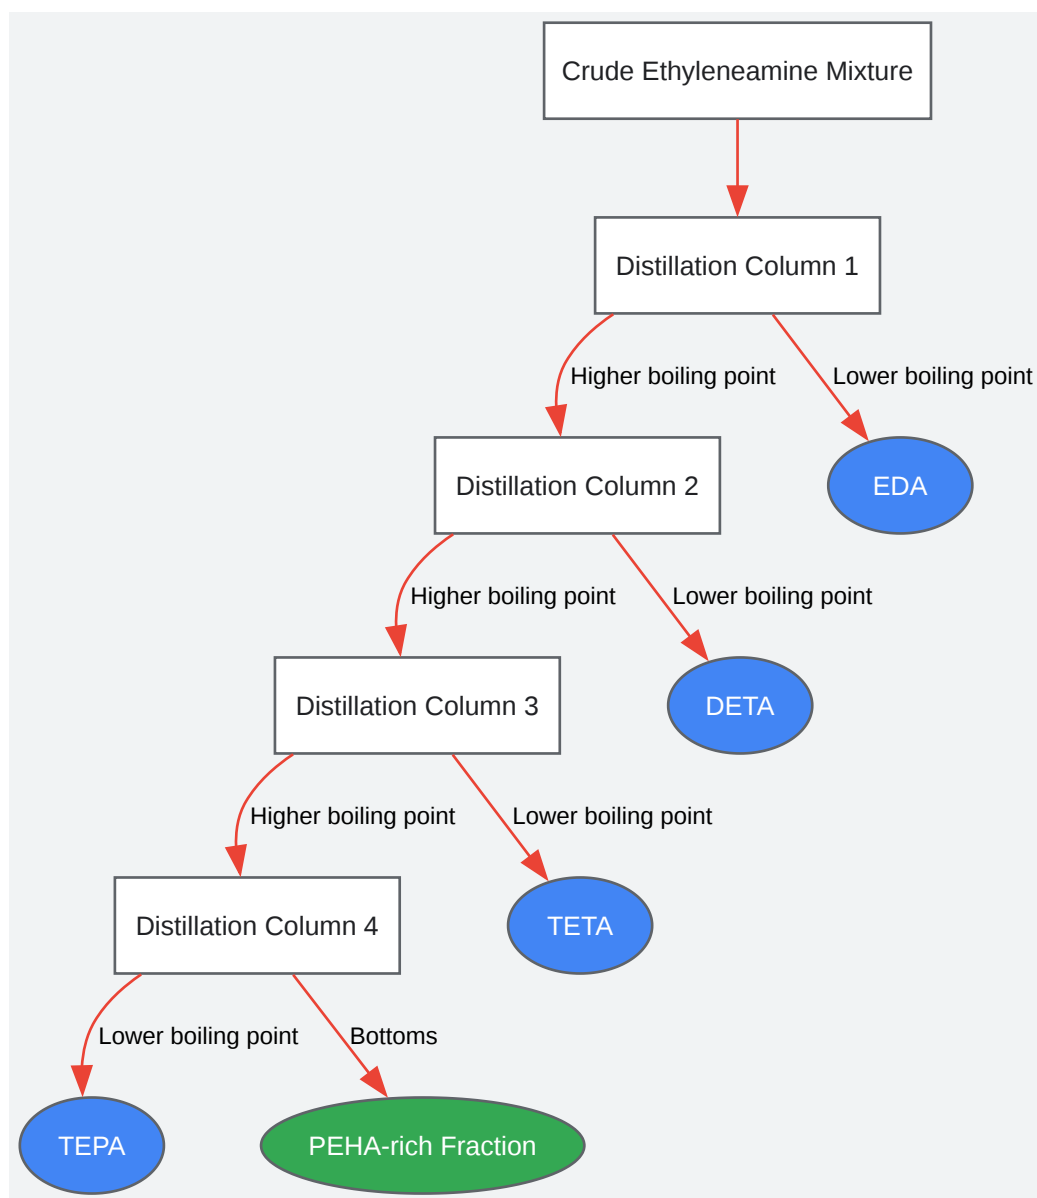 Crude Ethyleneamine Mixture
Distillation Column 1
Higher boiling point
Lower boiling point
Distillation Column 2
EDA
Higher boiling point
Lower boiling point
Distillation Column 3
DETA
Higher boiling point
Lower boiling point
Distillation Column 4
TETA
Lower boiling point
Bottoms
TEPA
PEHA-rich Fraction